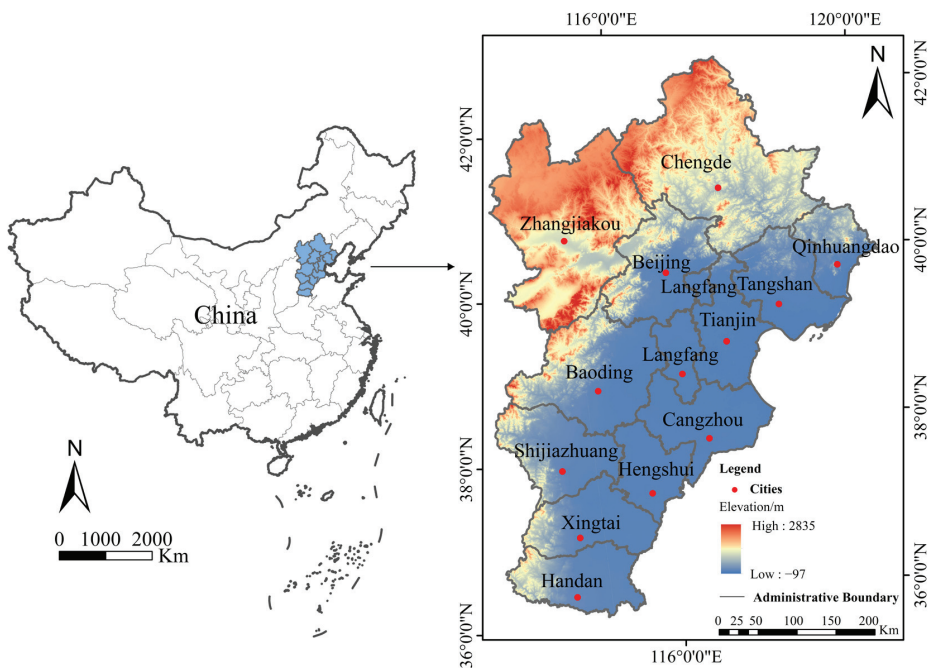 116°0'0"E
120°0'0"E
N
42°0'0"N
42°0'0"N
Chengde
Zhangjiakou
40°0'0"N
Qinhuangdao
Beijing
Langfang
Tangshan
China
40°0'0"N
Tianjin
Langfang
Baoding
38°0'0"N
Cangzhou
N
Shijiazhuang
38°0'0"N
Hengshui
Legend
Cities
Elevation/m
High : 2835
Low : −97
Xingtai
0 1000 2000
Km
Handan
36°0'0"N
Administrative Boundary
0 25 50 100 150 200
Km
36°0'0"N
116°0'0"E